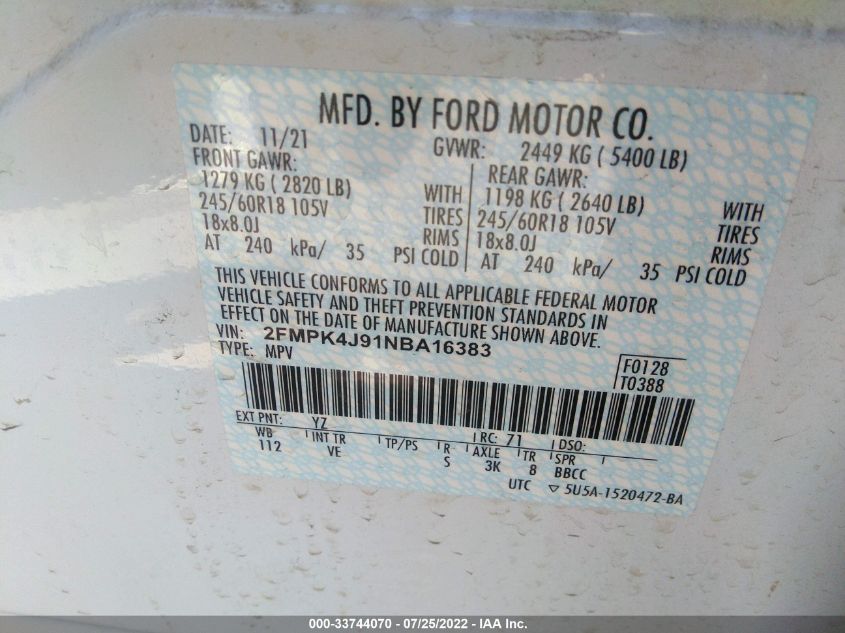 MFD. BY FORD MOTOR CO.
DATE: 11/21 GVWR: 2449 KG ( 5400 LB)
FRONT GAWR: REAR GAWR:
1279 KG ( 2820 LB) WITH 1198 KG ( 2640 LB) WITH
245/60R18 105V TIRES 245/60R18 105V TIRES
18x8.0J RIMS 18x8.0J RIMS
AT 240 kPa/ 35 PSI COLD AT 240 kPa/ 35 PSI COLD
THIS VEHICLE CONFORMS TO ALL APPLICABLE FEDERAL MOTOR
VEHICLE SAFETY AND THEFT PREVENTION STANDARDS IN
EFFECT ON THE DATE OF MANUFACTURE SHOWN ABOVE.
VIN: 2FMPK4J91NBA16383
TYPE: MPV F0128
T0388
EXT PNT: YZ RC: 71 DSO:
WB INT TR TP/PS R AXLE TR SPR
112 VE S 3K 8 BBCC
UTC ▽ 5U5A-1520472-BA
000-33744070 / 07/25/2022 - IAA Inc.